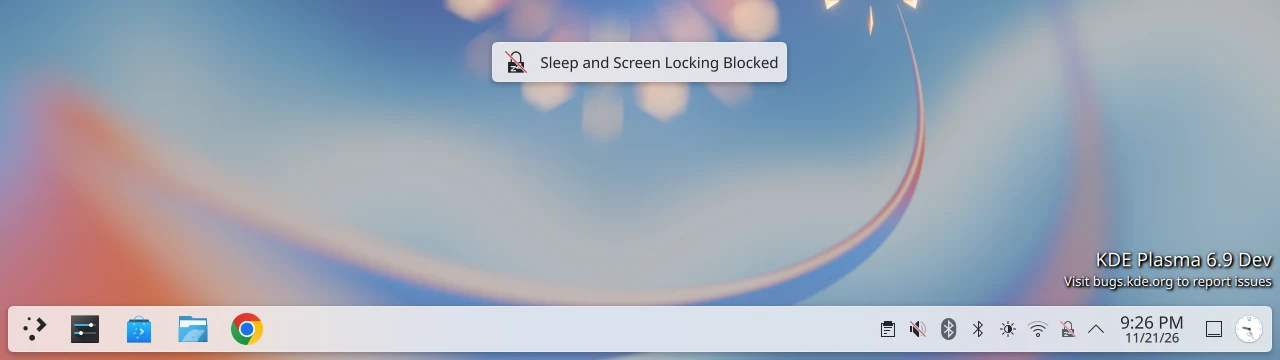 Sleep and Screen Locking Blocked
KDE Plasma 6.9 Dev
Visit bugs.kde.org to report issues
9:26 PM
11/21/26